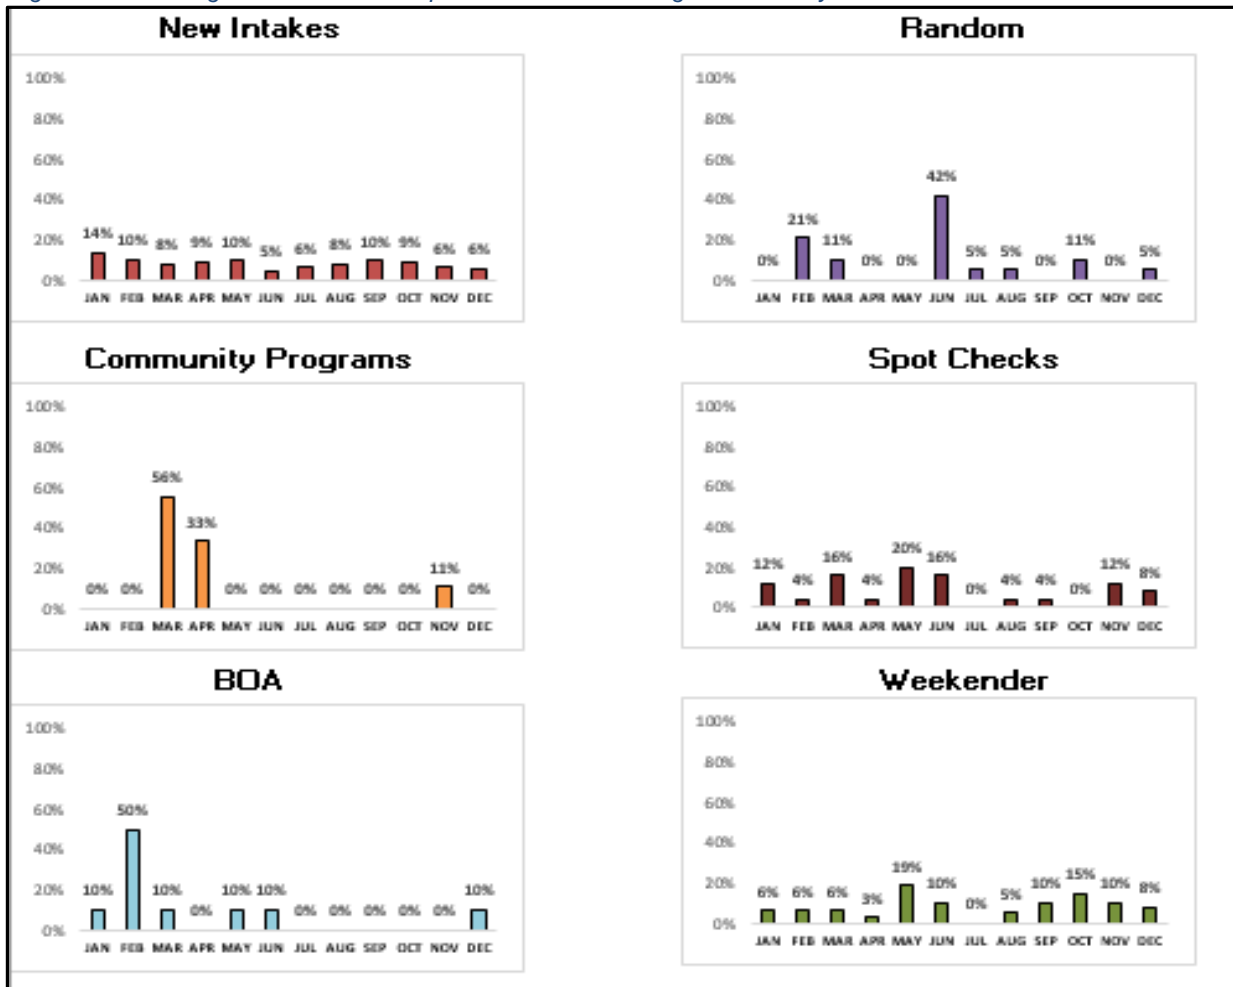 New Intakes
100%
80%
60%
40%
20%
0%
14% 10% 8% 9% 10% 5% 6% 8% 10% 9% 6% 6%
JAN FEB MAR APR MAY JUN JUL AUG SEP OCT NOV DEC
Random
100%
80%
60%
40%
20%
0%
0% 21% 11% 0% 0% 42% 5% 5% 0% 11% 0% 5%
JAN FEB MAR APR MAY JUN JUL AUG SEP OCT NOV DEC
Community Programs
100%
80%
60%
40%
20%
0%
0% 0% 56% 33% 0% 0% 0% 0% 0% 0% 11% 0%
JAN FEB MAR APR MAY JUN JUL AUG SEP OCT NOV DEC
Spot Checks
100%
80%
60%
40%
20%
0%
12% 4% 16% 4% 20% 16% 0% 4% 4% 0% 12% 8%
JAN FEB MAR APR MAY JUN JUL AUG SEP OCT NOV DEC
BOA
100%
80%
60%
40%
20%
0%
10% 50% 10% 0% 10% 10% 0% 0% 0% 0% 0% 10%
JAN FEB MAR APR MAY JUN JUL AUG SEP OCT NOV DEC
Weekender
100%
80%
60%
40%
20%
0%
6% 6% 6% 3% 19% 10% 0% 5% 10% 15% 10% 8%
JAN FEB MAR APR MAY JUN JUL AUG SEP OCT NOV DEC